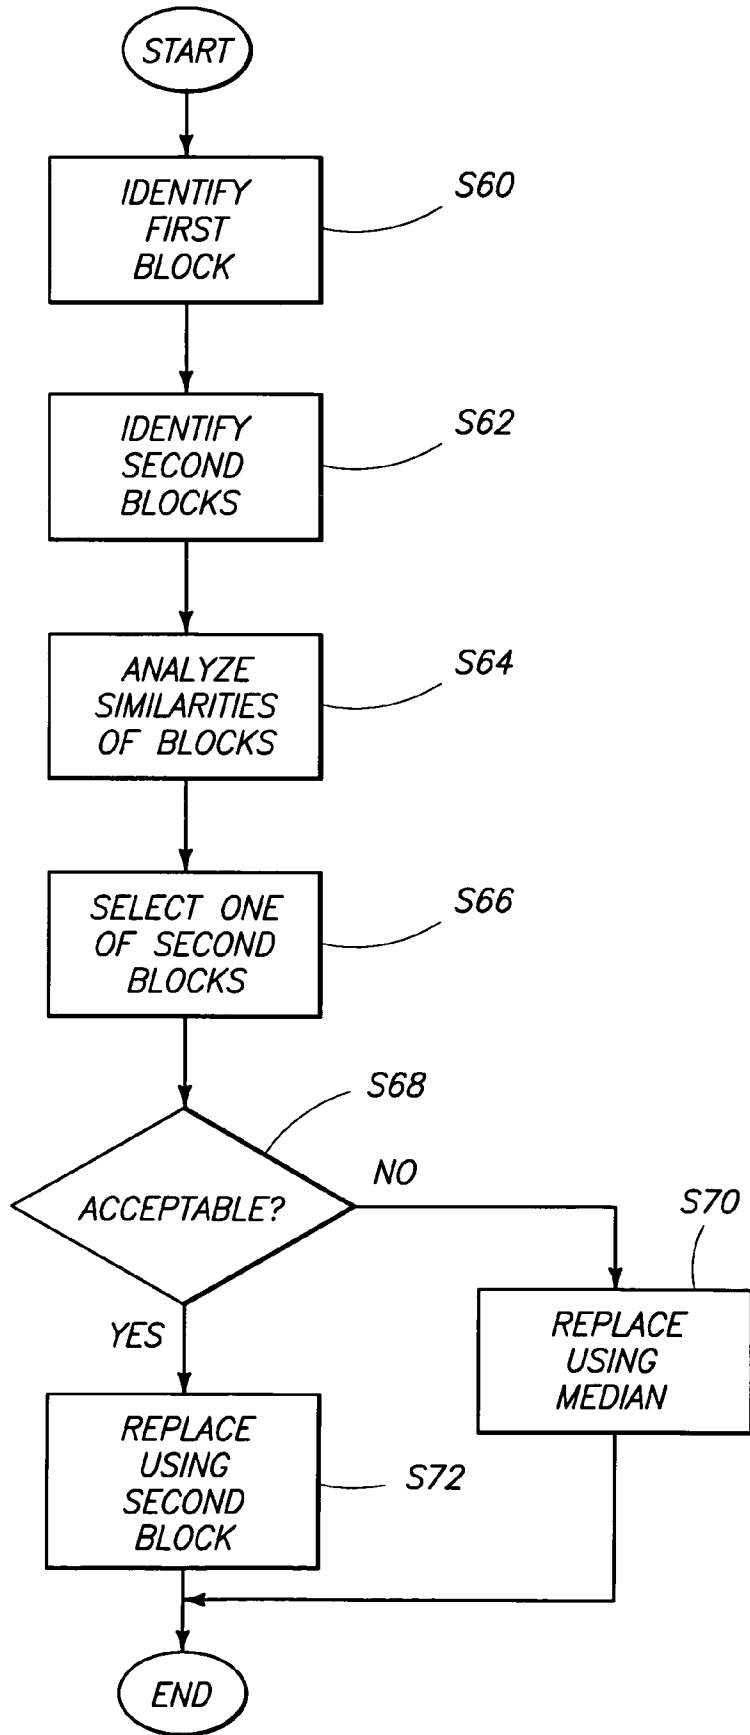 START
IDENTIFY
FIRST
BLOCK
S60
IDENTIFY
SECOND
BLOCKS
S62
ANALYZE
SIMILARITIES
OF BLOCKS
S64
SELECT ONE
OF SECOND
BLOCKS
S66
ACCEPTABLE?
S68
NO
YES
REPLACE
USING
MEDIAN
S70
REPLACE
USING
SECOND
BLOCK
S72
END